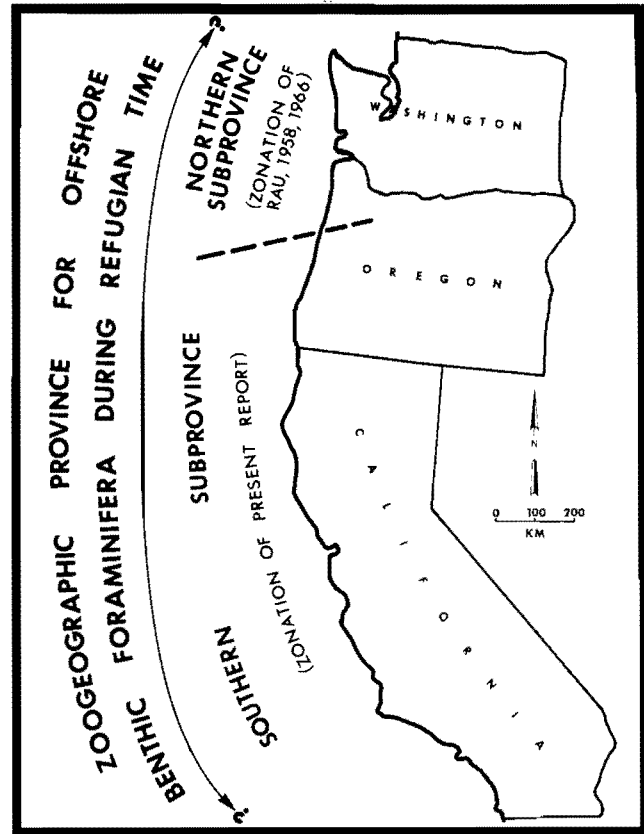 ZOOGEOGRAPHIC PROVINCE FOR OFFSHORE
BENTHIC FORAMINIFERA DURING REFUGIAN TIME
?
?
NORTHERN
SUBPROVINCE
(ZONATION OF
RAU, 1958, 1966)
SOUTHERN SUBPROVINCE
(ZONATION OF PRESENT REPORT)
WASHINGTON
OREGON
CALIFORNIA
N
0 100 200
KM